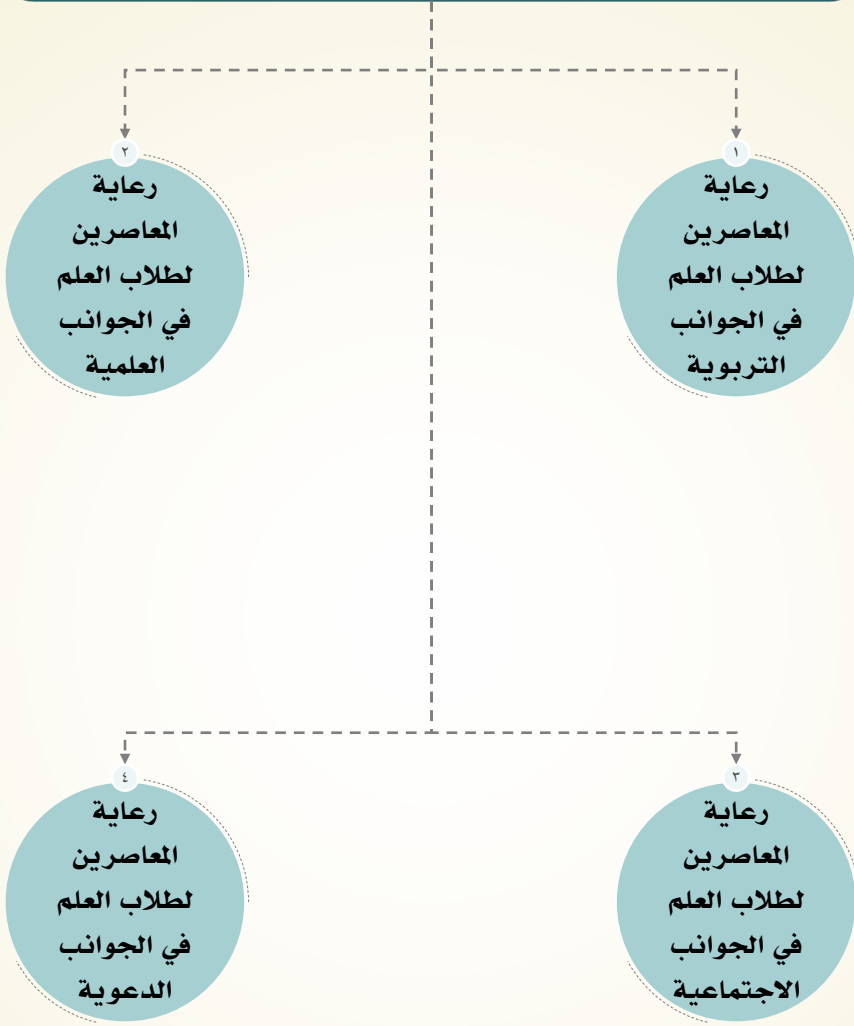 ١
رعاية
المعاصرين
لطلاب العلم
في الجوانب
التربوية
٢
رعاية
المعاصرين
لطلاب العلم
في الجوانب
العلمية
٣
رعاية
المعاصرين
لطلاب العلم
في الجوانب
الاجتماعية
٤
رعاية
المعاصرين
لطلاب العلم
في الجوانب
الدعوية